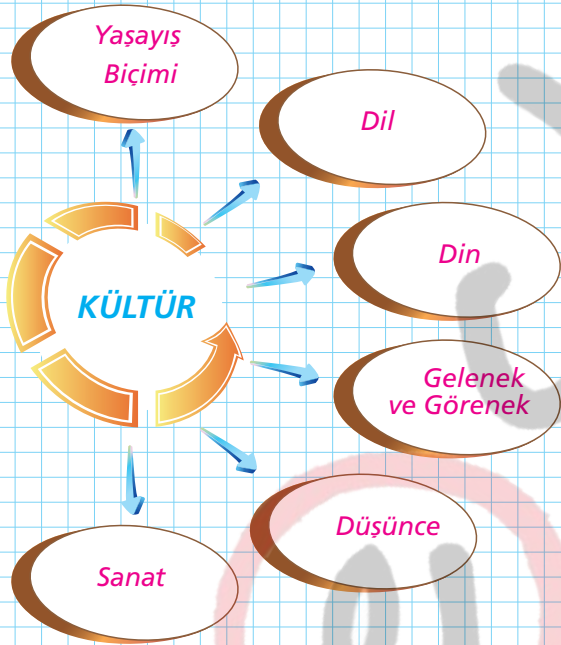 Yaşayış
Biçimi
Dil
Din
KÜLTÜR
Gelenek
ve Görenek
Düşünce
Sanat